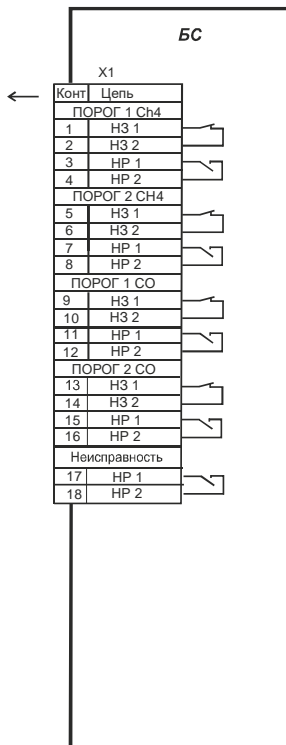 БС
X1
Конт Цепь
ПОРОГ 1 Ch4
1 НЗ 1
2 НЗ 2
3 НР 1
4 НР 2
ПОРОГ 2 СН4
5 НЗ 1
6 НЗ 2
7 НР 1
8 НР 2
ПОРОГ 1 СО
9 НЗ 1
10 НЗ 2
11 НР 1
12 НР 2
ПОРОГ 2 СО
13 НЗ 1
14 НЗ 2
15 НР 1
16 НР 2
Неисправность
17 НР 1
18 НР 2